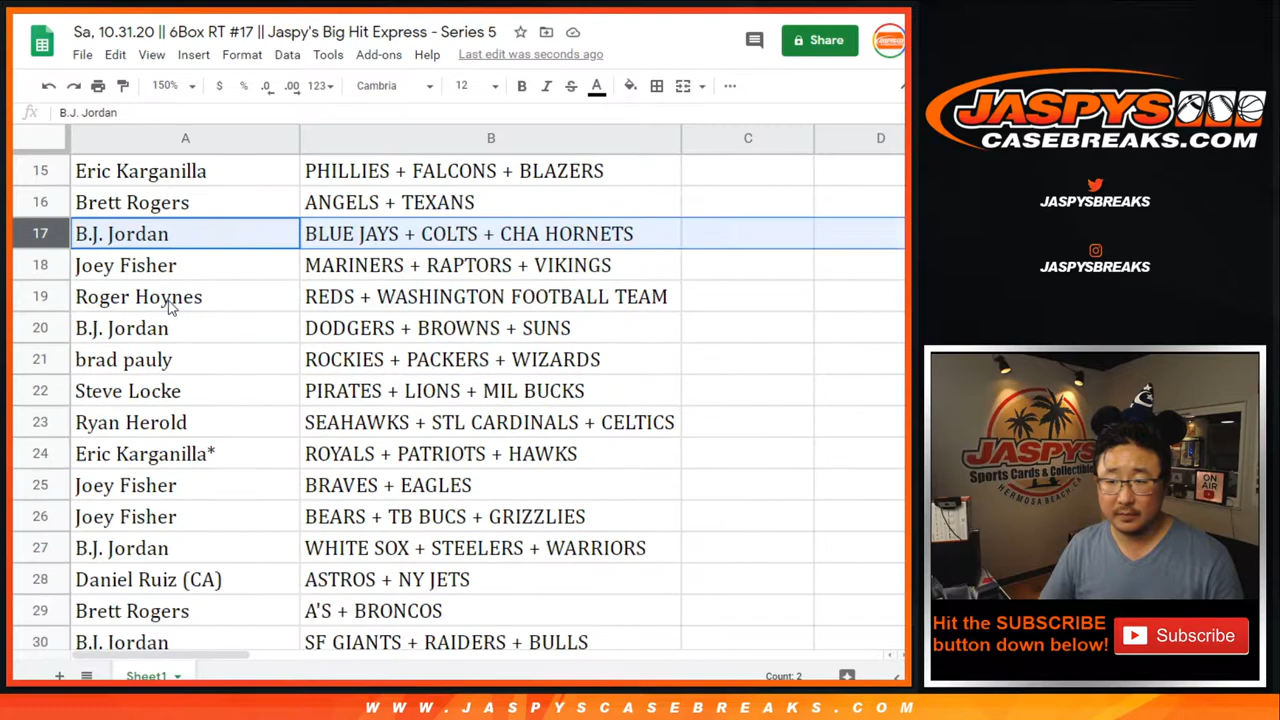 Sa, 10.31.20 || 6Box RT #17 || Jaspy's Big Hit Express - Series 5
File Edit View Insert Format Data Tools Add-ons Help Last edit was seconds ago
Share
150% $ % .0 .00 123 Cambria 12 B I S A
fx B.J. Jordan
A B C D
15 Eric Karganilla PHILLIES + FALCONS + BLAZERS
16 Brett Rogers ANGELS + TEXANS
17 B.J. Jordan BLUE JAYS + COLTS + CHA HORNETS
18 Joey Fisher MARINERS + RAPTORS + VIKINGS
19 Roger Hoynes REDS + WASHINGTON FOOTBALL TEAM
20 B.J. Jordan DODGERS + BROWNS + SUNS
21 brad pauly ROCKIES + PACKERS + WIZARDS
22 Steve Locke PIRATES + LIONS + MIL BUCKS
23 Ryan Herold SEAHAWKS + STL CARDINALS + CELTICS
24 Eric Karganilla* ROYALS + PATRIOTS + HAWKS
25 Joey Fisher BRAVES + EAGLES
26 Joey Fisher BEARS + TB BUCS + GRIZZLIES
27 B.J. Jordan WHITE SOX + STEELERS + WARRIORS
28 Daniel Ruiz (CA) ASTROS + NY JETS
29 Brett Rogers A'S + BRONCOS
30 B.J. Jordan SF GIANTS + RAIDERS + BULLS
Sheet1 Count: 2
JASPYS
CASEBREAKS.COM
JASPYSBREAKS
JASPYSBREAKS
JASPYS
Sports Cards & Collectibles
HERMOSA BEACH, CA
ON AIR
Hit the SUBSCRIBE
button down below!
Subscribe
WWW.JASPYSCASEBREAKS.COM